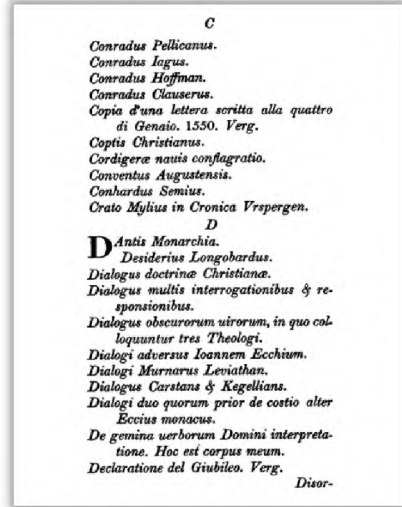 C
Conradus Pellicanus.
Conradus Iagus.
Conradus Hoffman.
Conradus Clauserus.
Copia d'una lettera scritta alla quattro
di Genaio. 1550. Verg.
Coptis Christianus.
Cordigeræ nauis conflagratio.
Conventus Augustensis.
Conhardus Semius.
Crato Mylius in Cronica Vrspergen.
D
DAntis Monarchia.
Desiderius Longobardus.
Dialogus doctrinæ Christianæ.
Dialogus multis interrogationibus & re-
sponsionibus.
Dialogus obscurorum uirorum, in quo col-
loquuntur tres Theologi.
Dialogi adversus Ioannem Ecchium.
Dialogi Murnarus Leviathan.
Dialogus Carstans & Kegellians.
Dialogi duo quorum prior de costio alter
Eccius monacus.
De gemina uerborum Domini interpreta-
tione. Hoc est corpus meum.
Declaratione del Giubileo. Verg.
Disor-